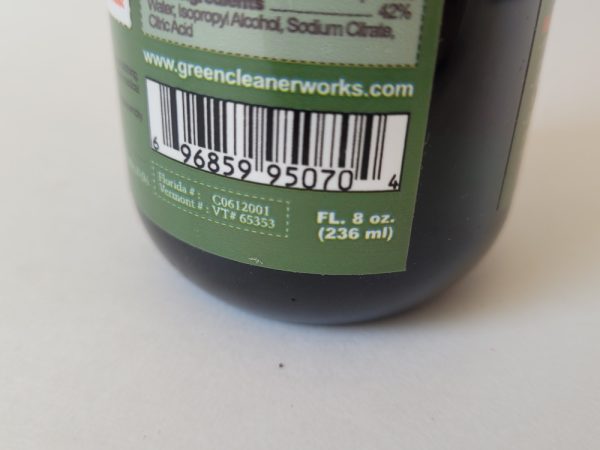 Ingredients 42%
Water, Isopropyl Alcohol, Sodium Citrate,
Citric Acid
www.greencleanerworks.com
6 96859 95070 4
Florida #: C0612001
Vermont #: VT# 65353
FL. 8 oz.
(236 ml)